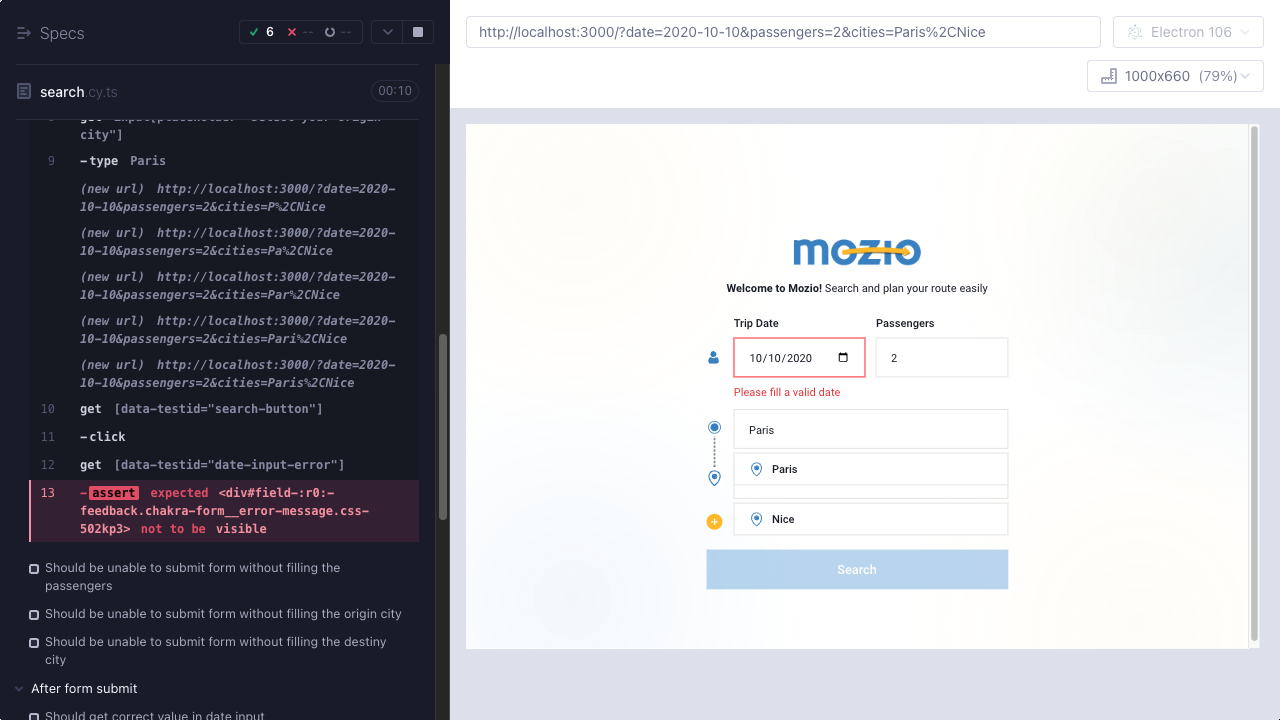 Specs
6
--
--
search.cy.ts
00:10
city"]
9 -type Paris
(new url) http://localhost:3000/?date=2020-
10-10&passengers=2&cities=P%2CNice
(new url) http://localhost:3000/?date=2020-
10-10&passengers=2&cities=Pa%2CNice
(new url) http://localhost:3000/?date=2020-
10-10&passengers=2&cities=Par%2CNice
(new url) http://localhost:3000/?date=2020-
10-10&passengers=2&cities=Pari%2CNice
(new url) http://localhost:3000/?date=2020-
10-10&passengers=2&cities=Paris%2CNice
10 get [data-testid="search-button"]
11 -click
12 get [data-testid="date-input-error"]
13 -assert expected <div#field-:r0:-
feedback.chakra-form__error-message.css-
502kp3> not to be visible
Should be unable to submit form without filling the
passengers
Should be unable to submit form without filling the origin city
Should be unable to submit form without filling the destiny
city
After form submit
Should get correct value in date input
http://localhost:3000/?date=2020-10-10&passengers=2&cities=Paris%2CNice
Electron 106
1000x660 (79%)
mozio
Welcome to Mozio! Search and plan your route easily
Trip Date
Passengers
10/10/2020
2
Please fill a valid date
Paris
Paris
Nice
Search